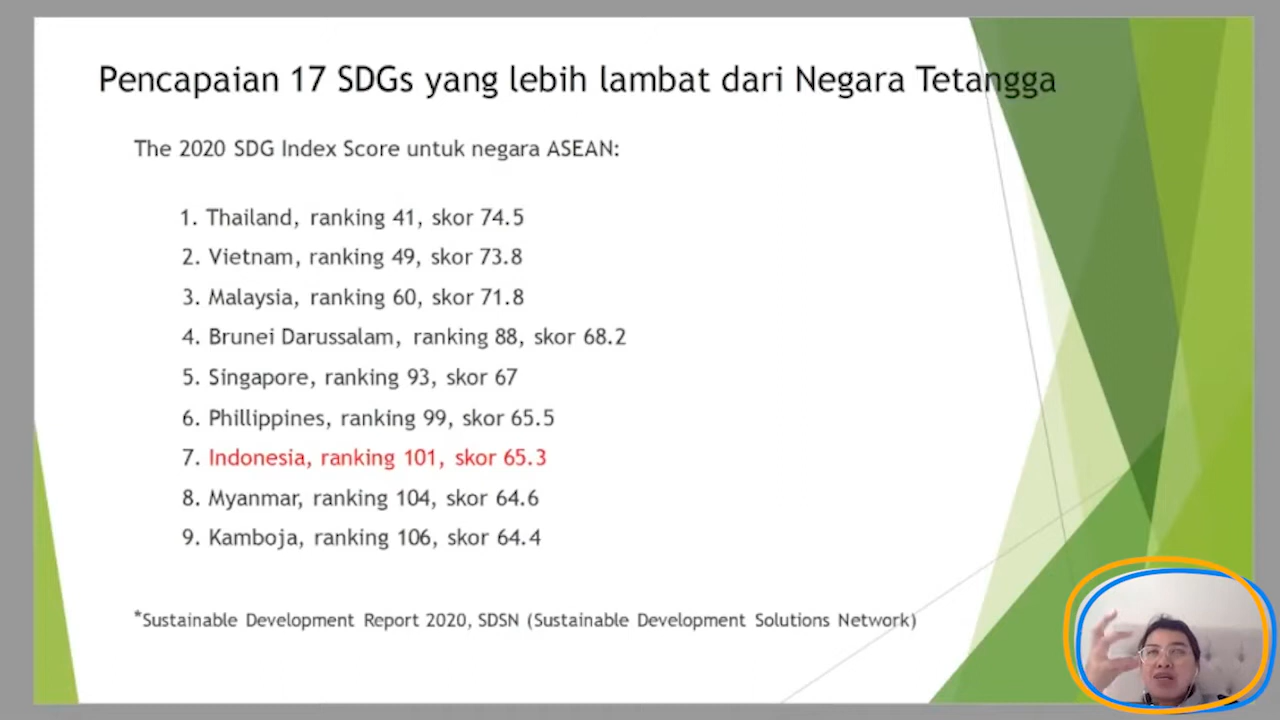 Pencapaian 17 SDGs yang lebih lambat dari Negara Tetangga
The 2020 SDG Index Score untuk negara ASEAN:
1. Thailand, ranking 41, skor 74.5
2. Vietnam, ranking 49, skor 73.8
3. Malaysia, ranking 60, skor 71.8
4. Brunei Darussalam, ranking 88, skor 68.2
5. Singapore, ranking 93, skor 67
6. Phillippines, ranking 99, skor 65.5
7. Indonesia, ranking 101, skor 65.3
8. Myanmar, ranking 104, skor 64.6
9. Kamboja, ranking 106, skor 64.4
*Sustainable Development Report 2020, SDSN (Sustainable Development Solutions Network)